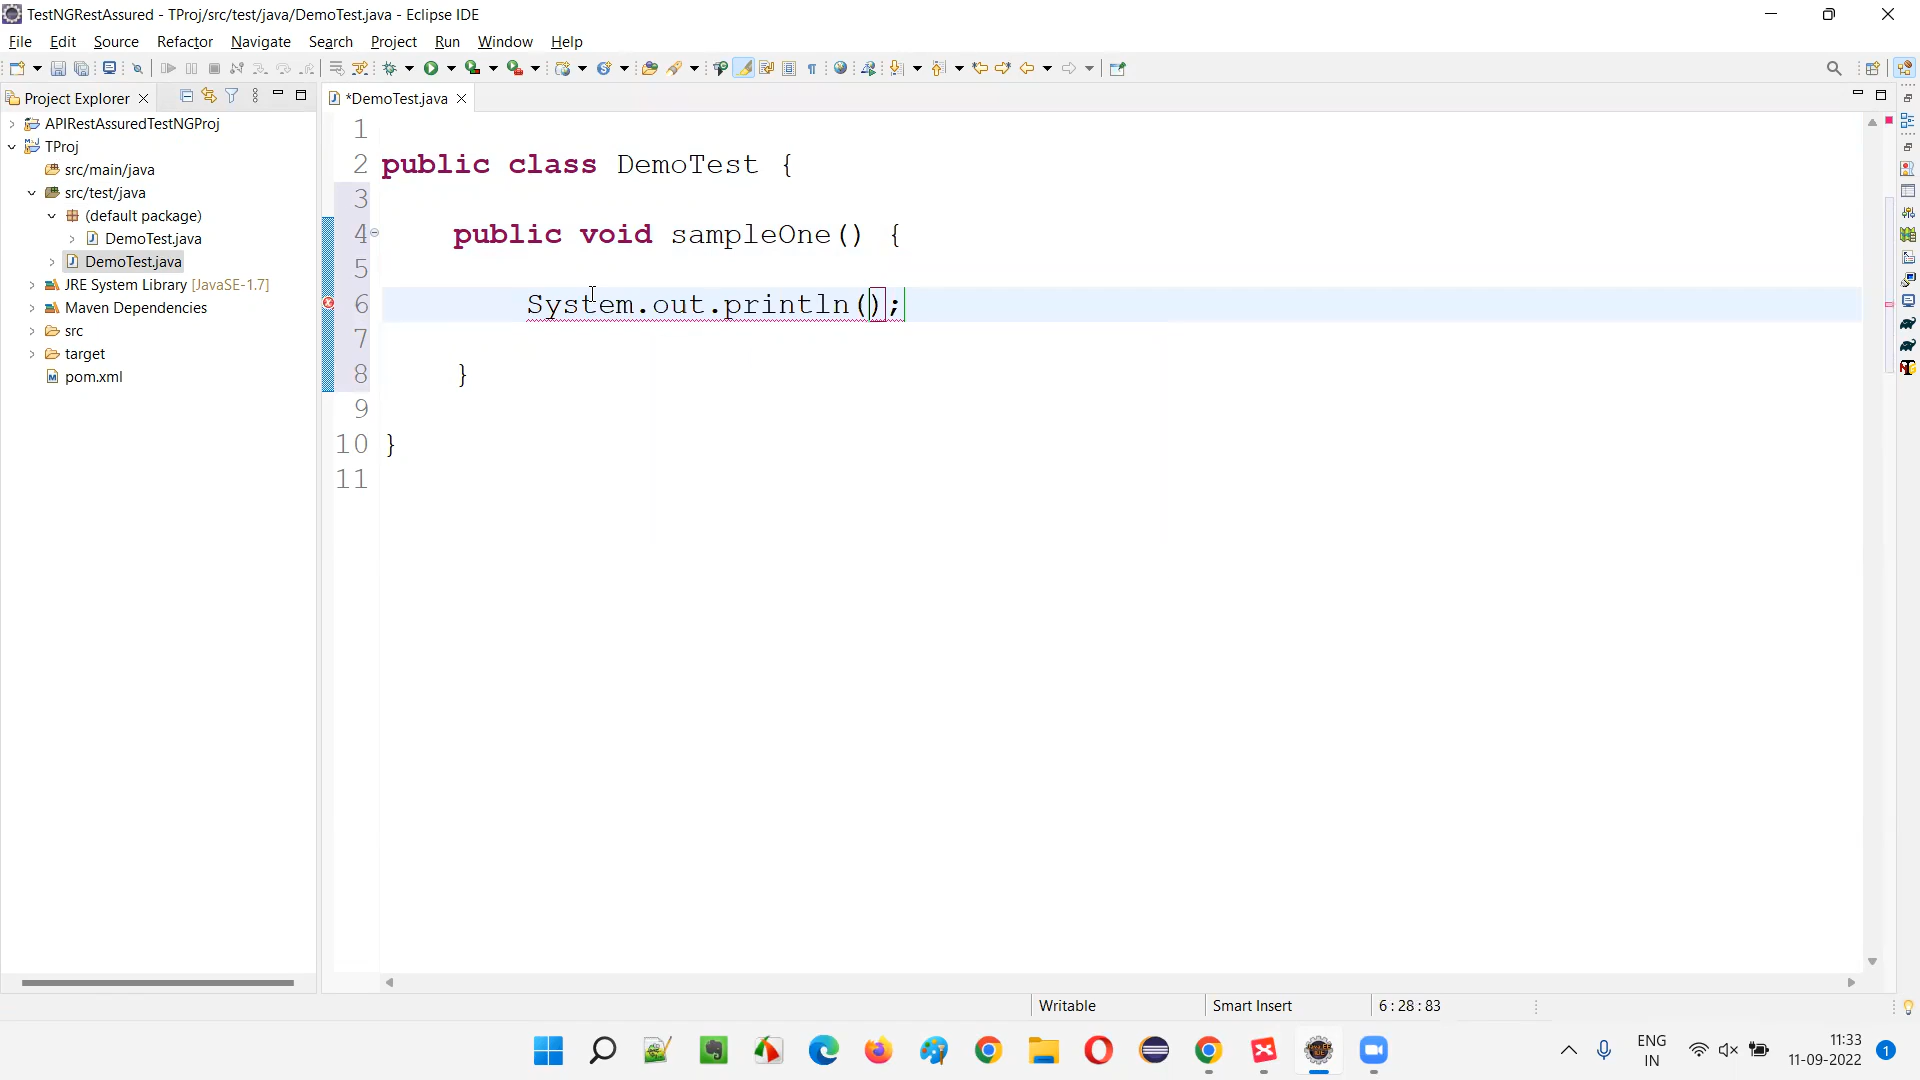 TestNGRestAssured - TProj/src/test/java/DemoTest.java - Eclipse IDE
File Edit Source Refactor Navigate Search Project Run Window Help
Project Explorer
*DemoTest.java
APIRestAssuredTestNGProj
TProj
src/main/java
src/test/java
(default package)
DemoTest.java
DemoTest.java
JRE System Library [JavaSE-1.7]
Maven Dependencies
src
target
pom.xml
1
2 public class DemoTest {
3
4 public void sampleOne() {
5
6 System.out.println();
7
8 }
9
10 }
11
Writable Smart Insert 6 : 28 : 83
ENG
IN
11:33
11-09-2022
1